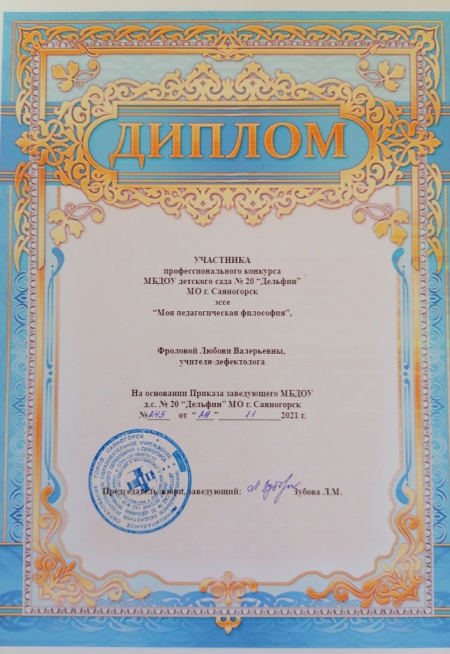 ДИПЛОМ
УЧАСТНИКА
профессионального конкурса
МБДОУ детского сада № 20 “Дельфин”
МО г. Саяногорск
эссе
“Моя педагогическая философия”,
Фроловой Любови Валерьевны,
учителя-дефектолога
На основании Приказа заведующего МБДОУ
д.с. № 20 “Дельфин” МО г. Саяногорск
№ 245 от “ 29 ” 11 2021 г.
Председатель жюри, заведующий: Зубова Л.М.